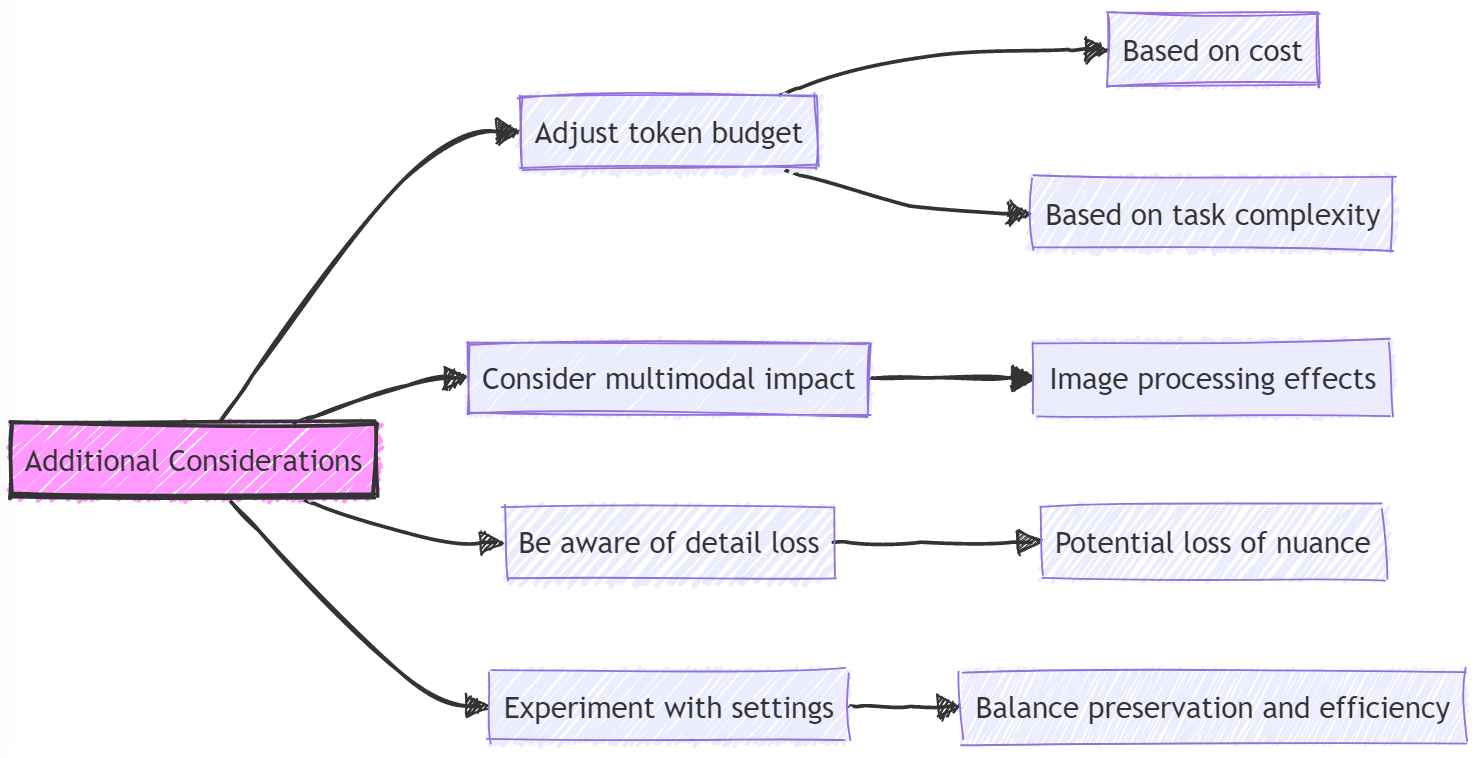 Additional Considerations
Adjust token budget
Based on cost
Based on task complexity
Consider multimodal impact
Image processing effects
Be aware of detail loss
Potential loss of nuance
Experiment with settings
Balance preservation and efficiency